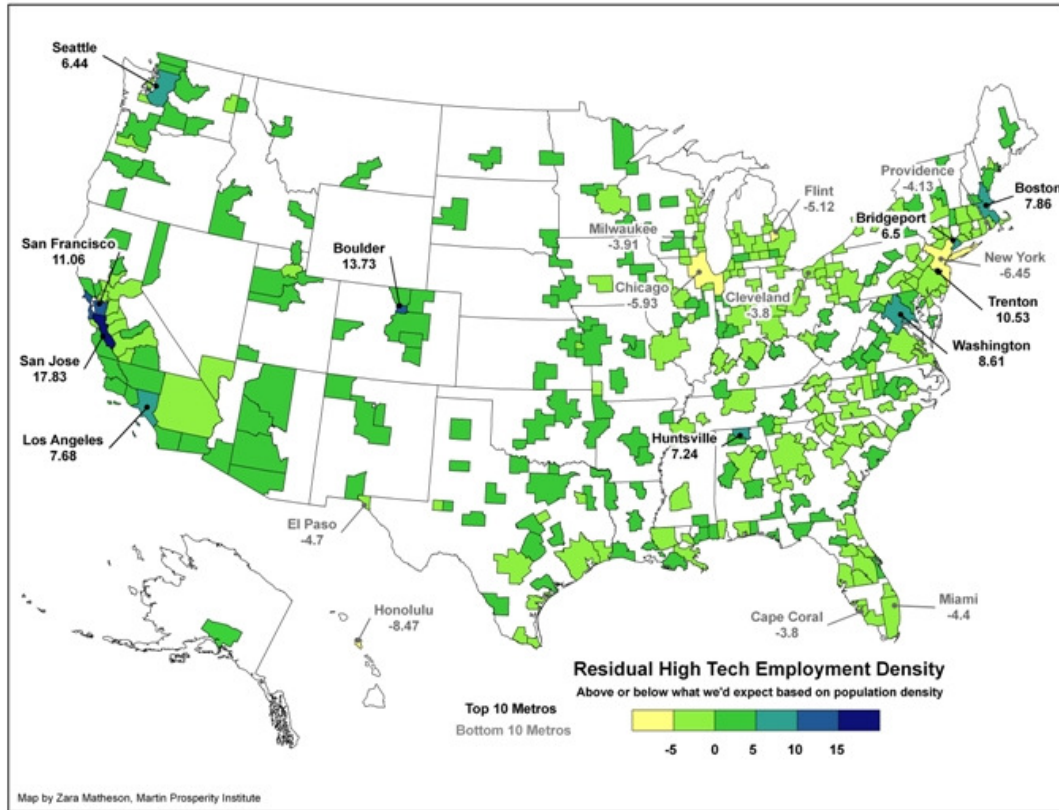 Seattle
6.44
Providence
-4.13
Flint
-5.12
Boston
7.86
Bridgeport
6.5
Milwaukee
-3.91
San Francisco
11.06
Boulder
13.73
New York
-6.45
Chicago
-5.93
Cleveland
-3.8
Trenton
10.53
Washington
8.61
San Jose
17.83
Los Angeles
7.68
Huntsville
7.24
El Paso
-4.7
Honolulu
-8.47
Cape Coral
-3.8
Miami
-4.4
Residual High Tech Employment Density
Above or below what we'd expect based on population density
Top 10 Metros
Bottom 10 Metros
-5 0 5 10 15
Map by Zara Matheson, Martin Prosperity Institute